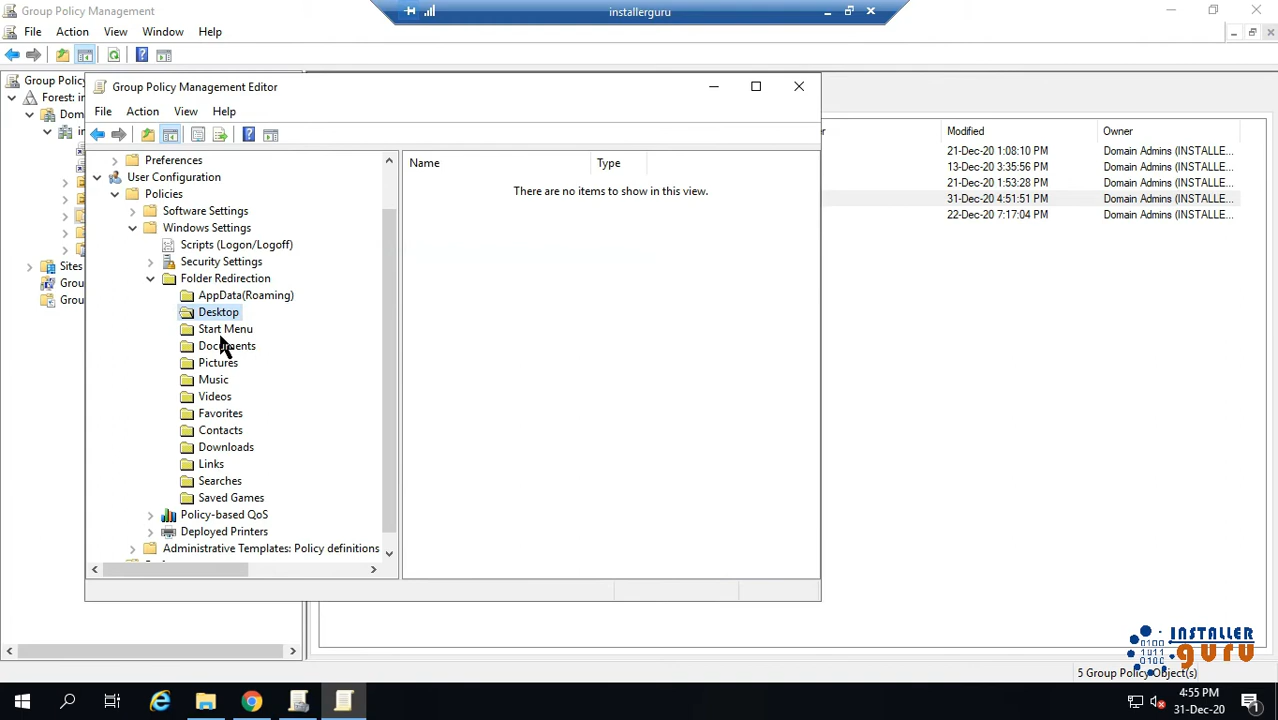 Group Policy Management
installerguru
File Action View Window Help
Group Policy
Forest: in
Dom
in
Sites
Grou
Grou
Group Policy Management Editor
File Action View Help
Preferences
User Configuration
Policies
Software Settings
Windows Settings
Scripts (Logon/Logoff)
Security Settings
Folder Redirection
AppData(Roaming)
Desktop
Start Menu
Documents
Pictures
Music
Videos
Favorites
Contacts
Downloads
Links
Searches
Saved Games
Policy-based QoS
Deployed Printers
Administrative Templates: Policy definitions
Name Type
There are no items to show in this view.
Modified Owner
21-Dec-20 1:08:10 PM Domain Admins (INSTALLE...
13-Dec-20 3:35:56 PM Domain Admins (INSTALLE...
21-Dec-20 1:53:28 PM Domain Admins (INSTALLE...
31-Dec-20 4:51:51 PM Domain Admins (INSTALLE...
22-Dec-20 7:17:04 PM Domain Admins (INSTALLE...
INSTALLER
guru
5 Group Policy Object(s)
4:55 PM
31-Dec-20
1